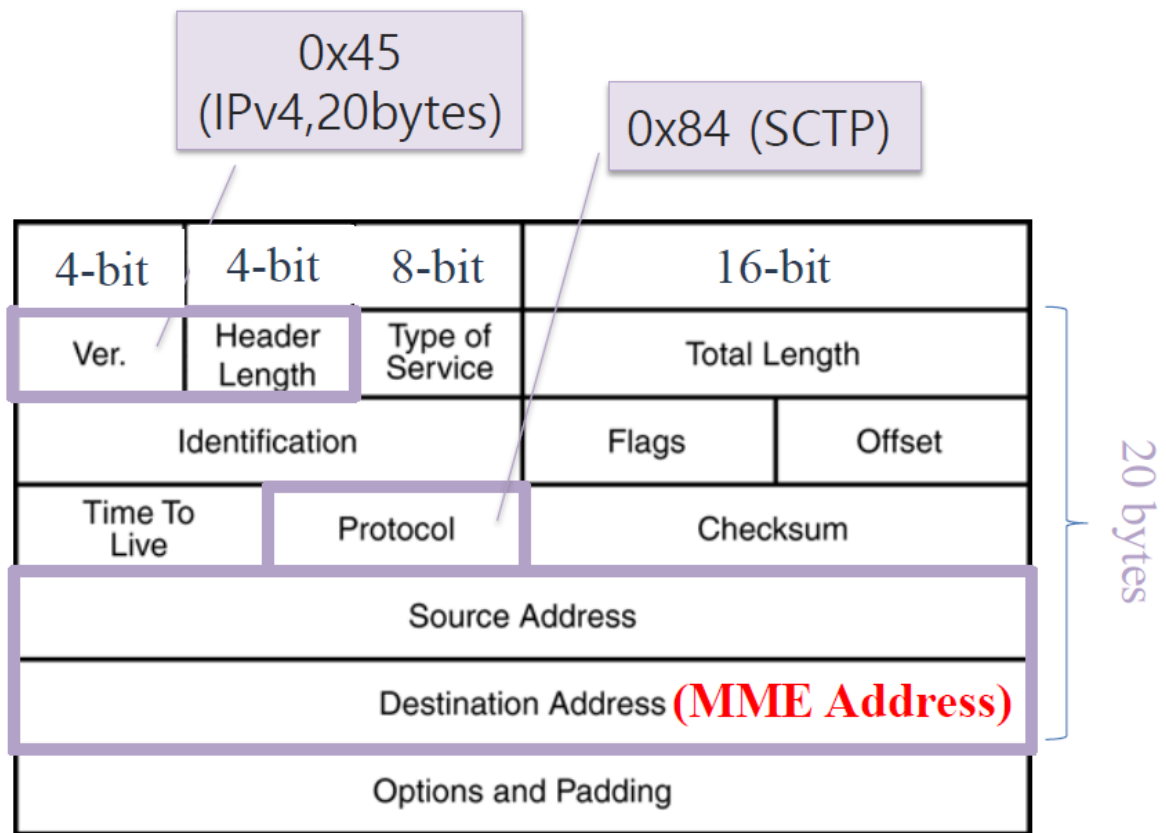 0x45
(IPv4,20bytes)
0x84 (SCTP)
4-bit
4-bit
8-bit
16-bit
Ver.
Header
Length
Type of
Service
Total Length
Identification
Flags
Offset
Time To
Live
Protocol
Checksum
Source Address
Destination Address (MME Address)
Options and Padding
20 bytes